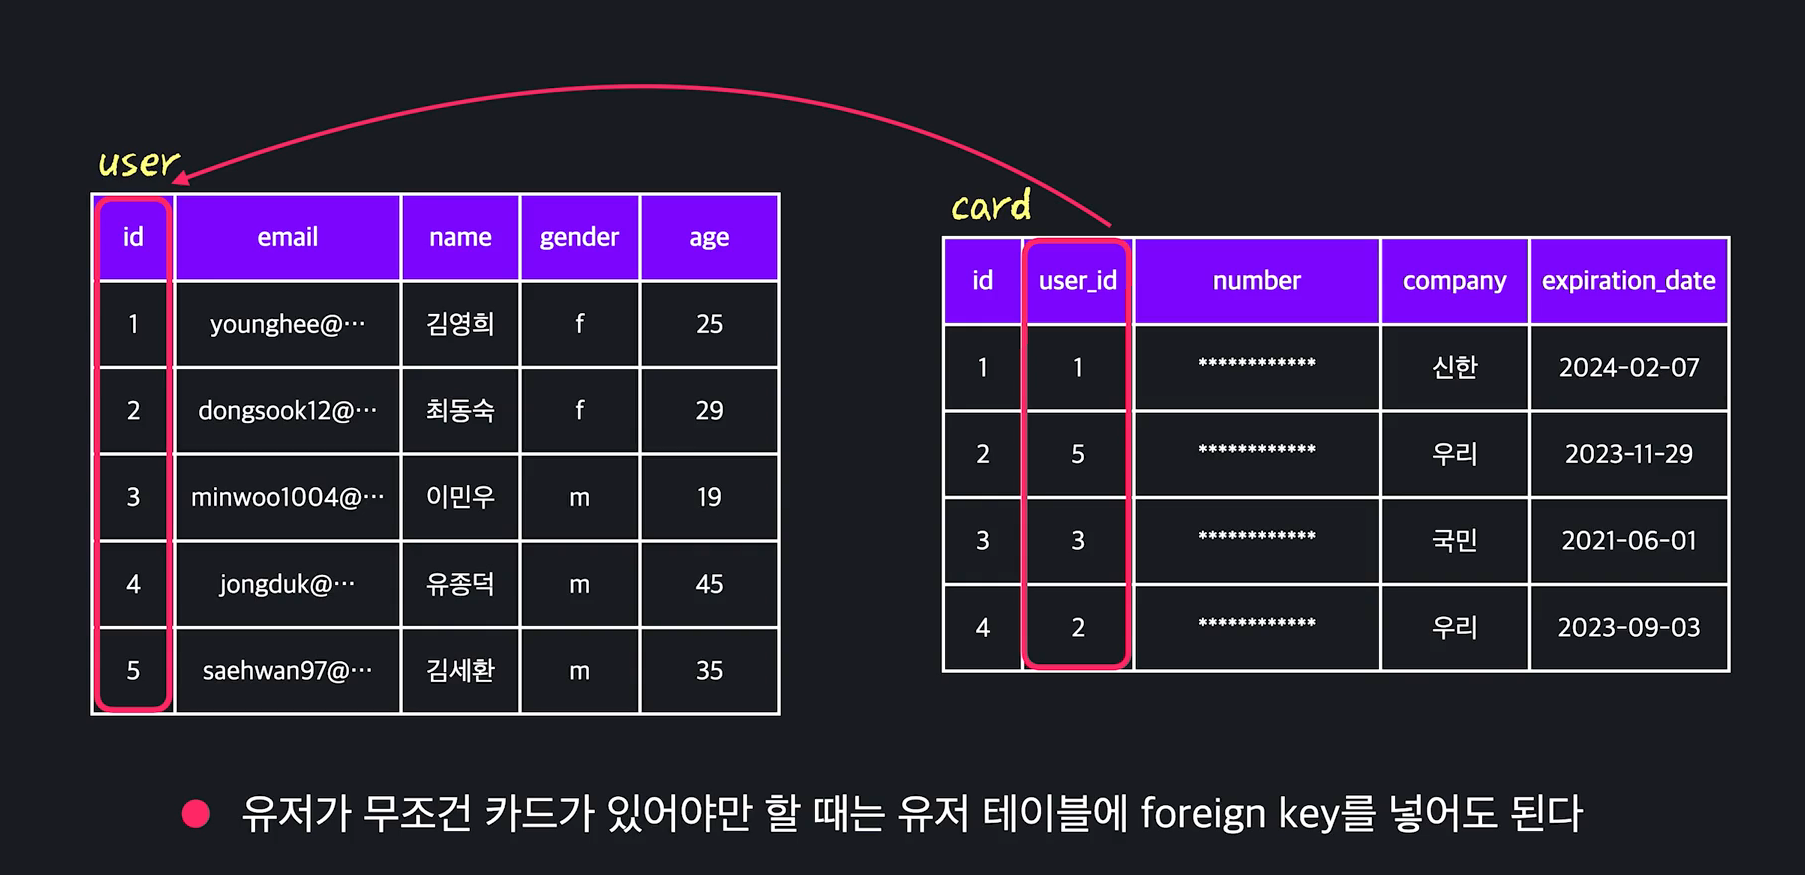 user
id email name gender age
1 younghee@… 김영희 f 25
2 dongsook12@… 최동숙 f 29
3 minwoo1004@… 이민우 m 19
4 jongduk@… 유종덕 m 45
5 saehwan97@… 김세환 m 35
card
id user_id number company expiration_date
1 1 ************ 신한 2024-02-07
2 5 ************ 우리 2023-11-29
3 3 ************ 국민 2021-06-01
4 2 ************ 우리 2023-09-03
유저가 무조건 카드가 있어야만 할 때는 유저 테이블에 foreign key를 넣어도 된다